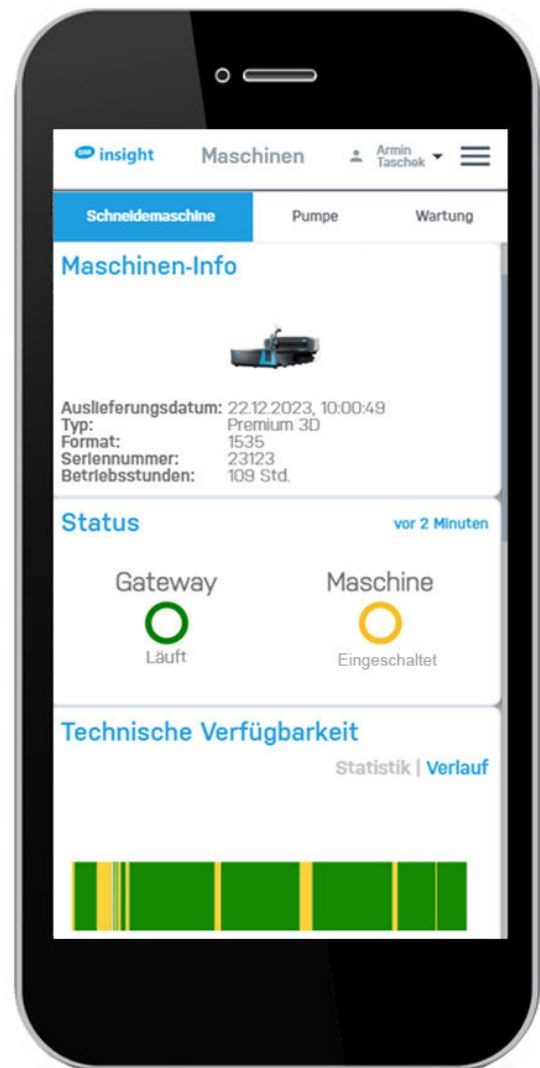 STM insight Maschinen Armin Taschek
Schneidemaschine Pumpe Wartung
Maschinen-Info
Auslieferungsdatum: 22.12.2023, 10:00:49
Typ: Premium 3D
Format: 1535
Seriennummer: 23123
Betriebsstunden: 109 Std.
Status vor 2 Minuten
Gateway Maschine
Läuft Eingeschaltet
Technische Verfügbarkeit
Statistik | Verlauf